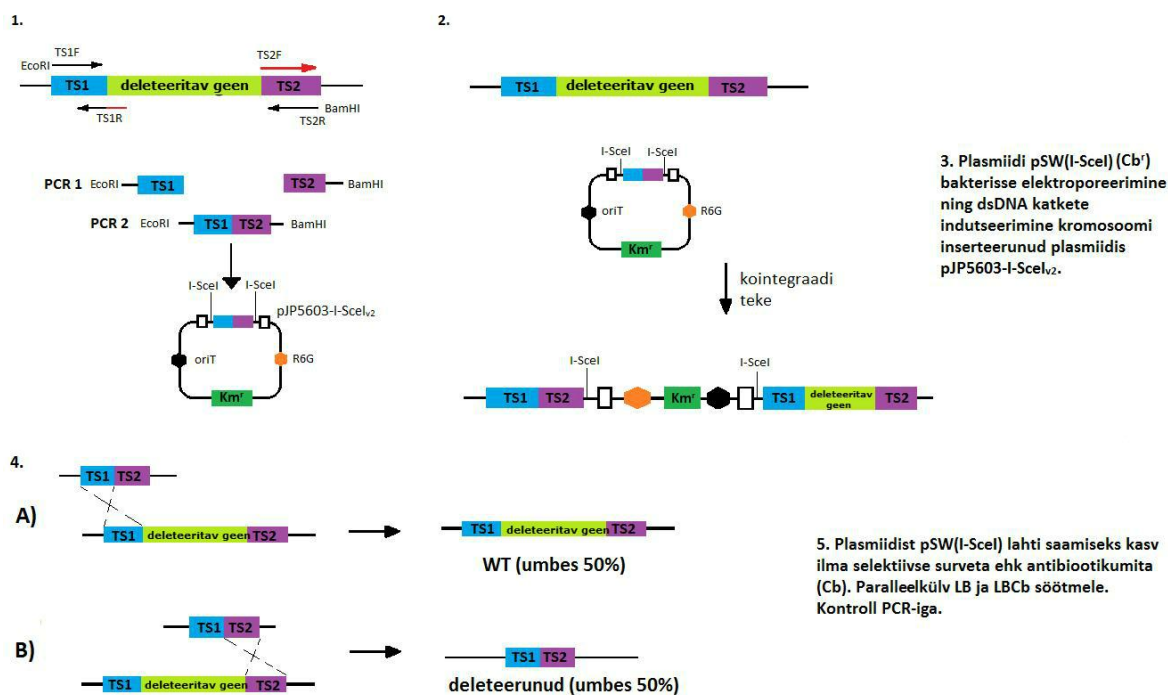 1.
TS1F
EcoRI
TS2F
TS1 deleteeritav geen TS2
TS1R
BamHI
TS2R
PCR 1 EcoRI TS1
TS2 BamHI
PCR 2 EcoRI TS1 TS2 BamHI
I-SceI I-SceI
pJP5603-I-SceIv2
oriT R6G
Kmr
2.
TS1 deleteeritav geen TS2
I-SceI I-SceI
oriT R6G
Kmr
kointegraadi
teke
I-SceI I-SceI
TS1 TS2 Kmr TS1 deleteeritav geen TS2
3. Plasmiidi pSW(I-SceI) (Cbr)
bakterisse elektroporeerimine
ning dsDNA katkete
indutseerimine kromosoomi
inserteerunud plasmiidis
pJP5603-I-SceIv2.
4.
TS1 TS2
A)
TS1 deleteeritav geen TS2
TS1 deleteeritav geen TS2
WT (umbes 50%)
TS1 TS2
B)
TS1 deleteeritav geen TS2
TS1 TS2
deleteerunud (umbes 50%)
5. Plasmiidist pSW(I-SceI) lahti saamiseks kasv
ilma selektiivse surveta ehk antibiootikumita
(Cb). Paralleelkülv LB ja LBCb söötmele.
Kontroll PCR-iga.